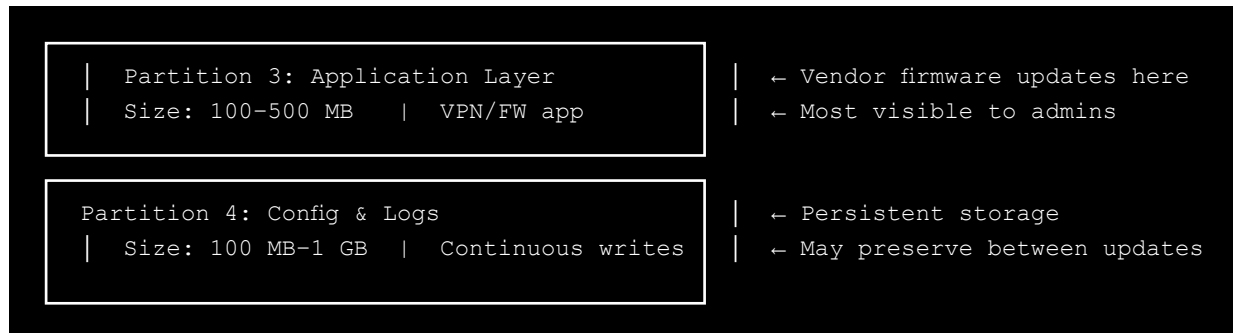 │ Partition 3: Application Layer │ ← Vendor firmware updates here
│ Size: 100–500 MB | VPN/FW app │ ← Most visible to admins
Partition 4: Config & Logs │ ← Persistent storage
│ Size: 100 MB–1 GB | Continuous writes │ ← May preserve between updates